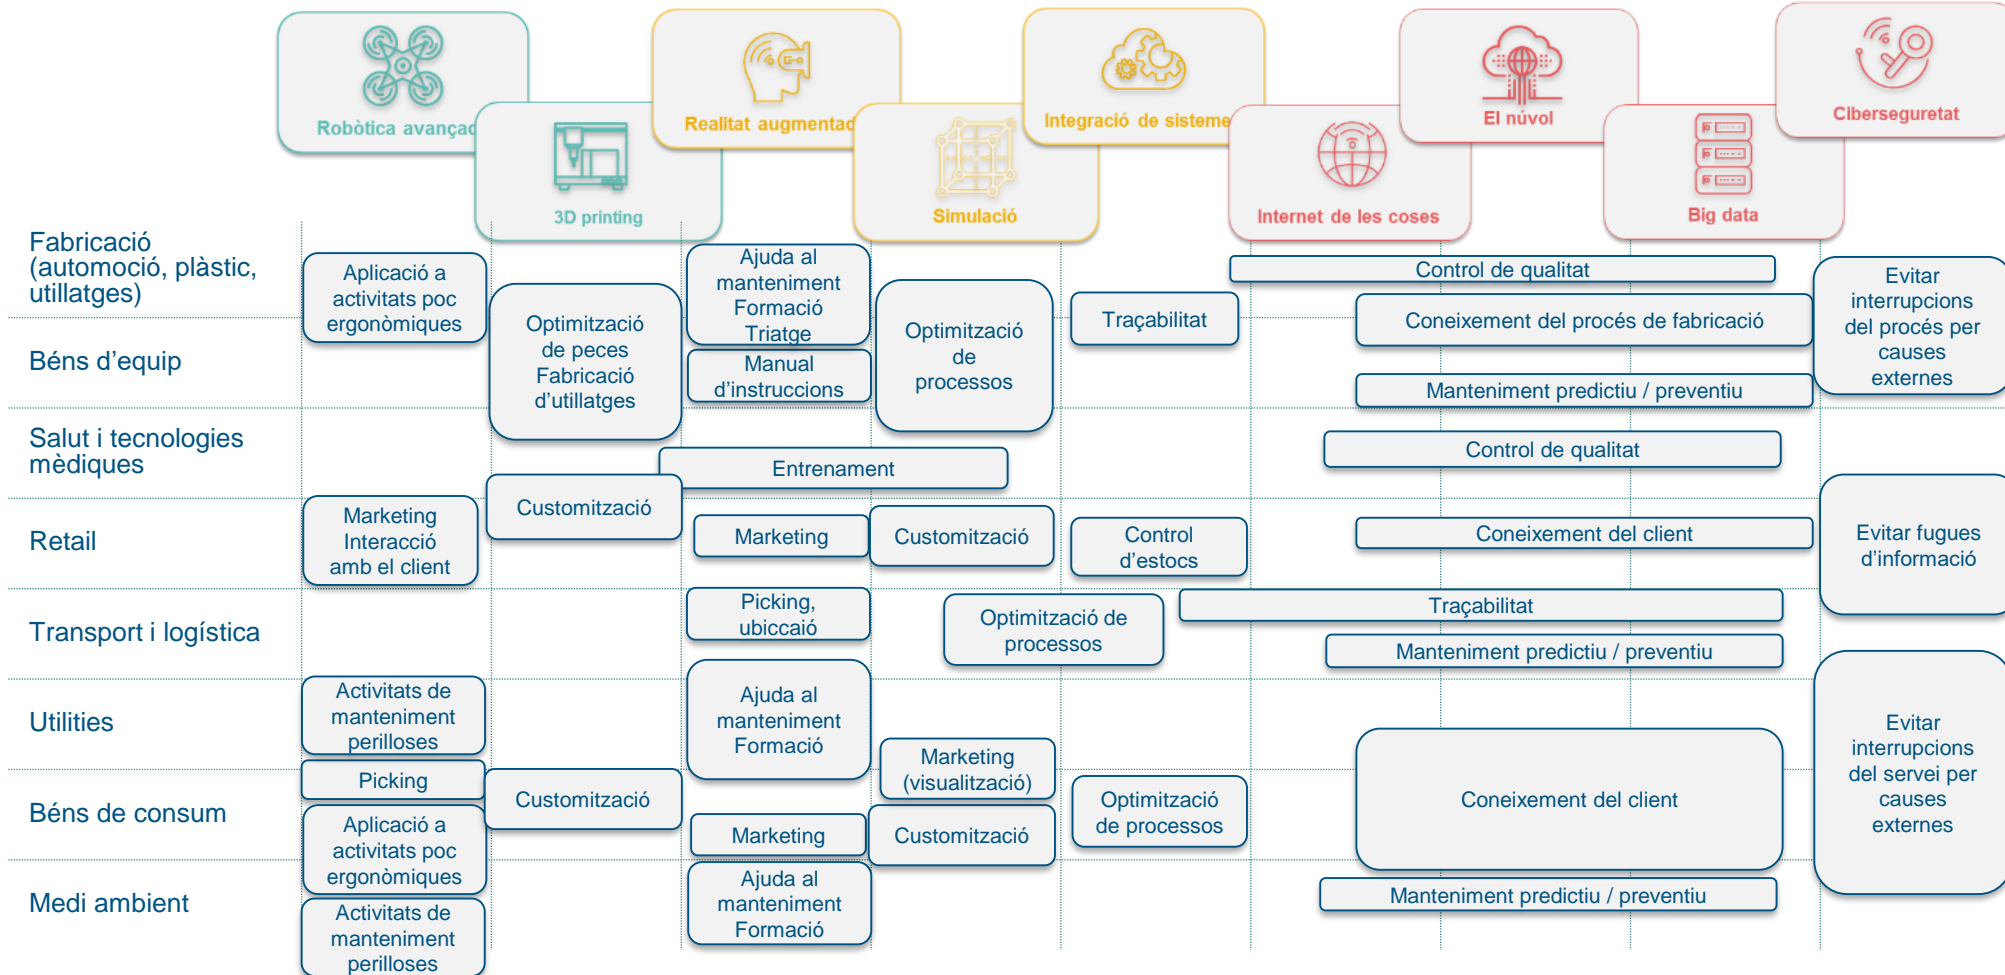 Robòtica avançad
3D printing
Realitat augmentad
Simulació
Integració de sisteme
Internet de les coses
El núvol
Big data
Ciberseguretat
Fabricació
(automoció, plàstic,
utillatges)
Aplicació a
activitats poc
ergonòmiques
Optimització
de peces
Fabricació
d'utillatges
Ajuda al
manteniment
Formació
Triatge
Optimització
de
processos
Traçabilitat
Control de qualitat
Coneixement del procés de fabricació
Evitar
interrupcions
del procés per
causes
externes
Béns d'equip
Manual
d'instruccions
Manteniment predictiu / preventiu
Salut i tecnologies
mèdiques
Entrenament
Control de qualitat
Customització
Retail
Marketing
Interacció
amb el client
Marketing
Customització
Control
d'estocs
Coneixement del client
Evitar fugues
d'informació
Transport i logística
Picking,
ubiccaió
Optimització de
processos
Traçabilitat
Manteniment predictiu / preventiu
Utilities
Activitats de
manteniment
perilloses
Ajuda al
manteniment
Formació
Marketing
(visualització)
Coneixement del client
Evitar
interrupcions
del servei per
causes
externes
Béns de consum
Picking
Customització
Aplicació a
activitats poc
ergonòmiques
Marketing
Customització
Optimització
de processos
Medi ambient
Activitats de
manteniment
perilloses
Ajuda al
manteniment
Formació
Manteniment predictiu / preventiu